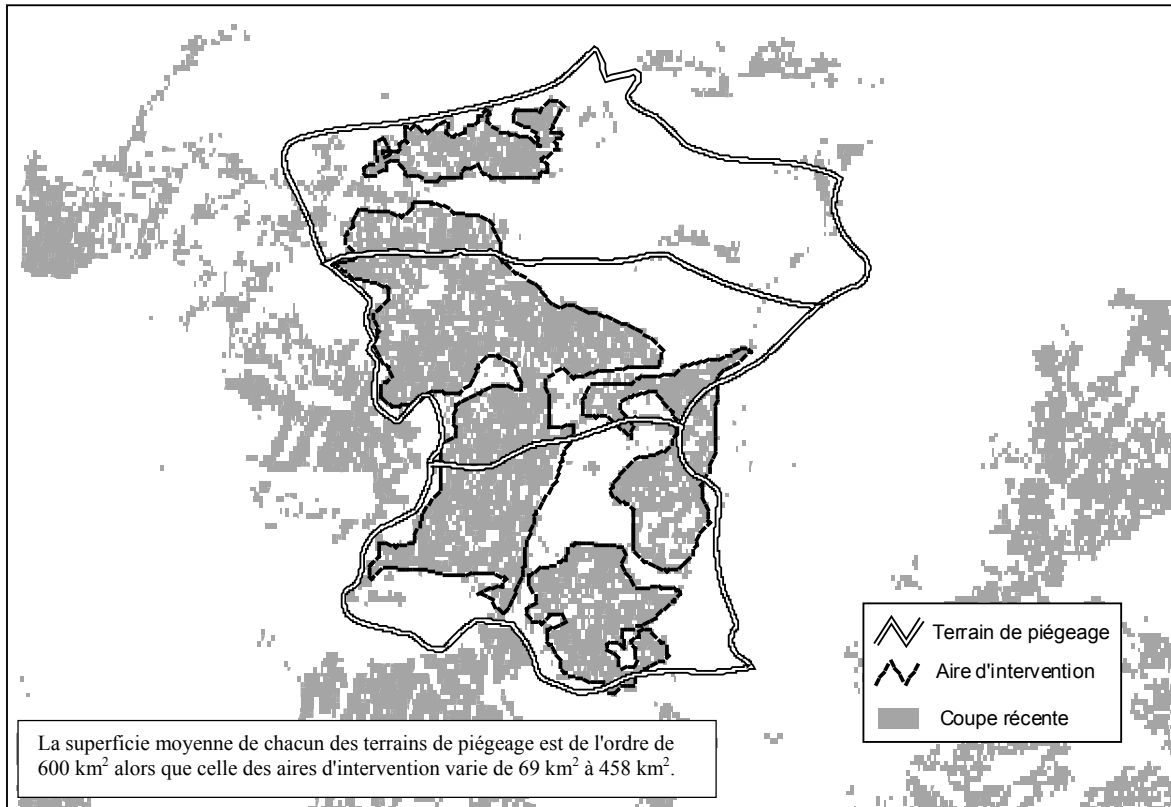 Terrain de piégeage
Aire d'intervention
Coupe récente
La superficie moyenne de chacun des terrains de piégeage est de l'ordre de
600 km² alors que celle des aires d'intervention varie de 69 km² à 458 km².